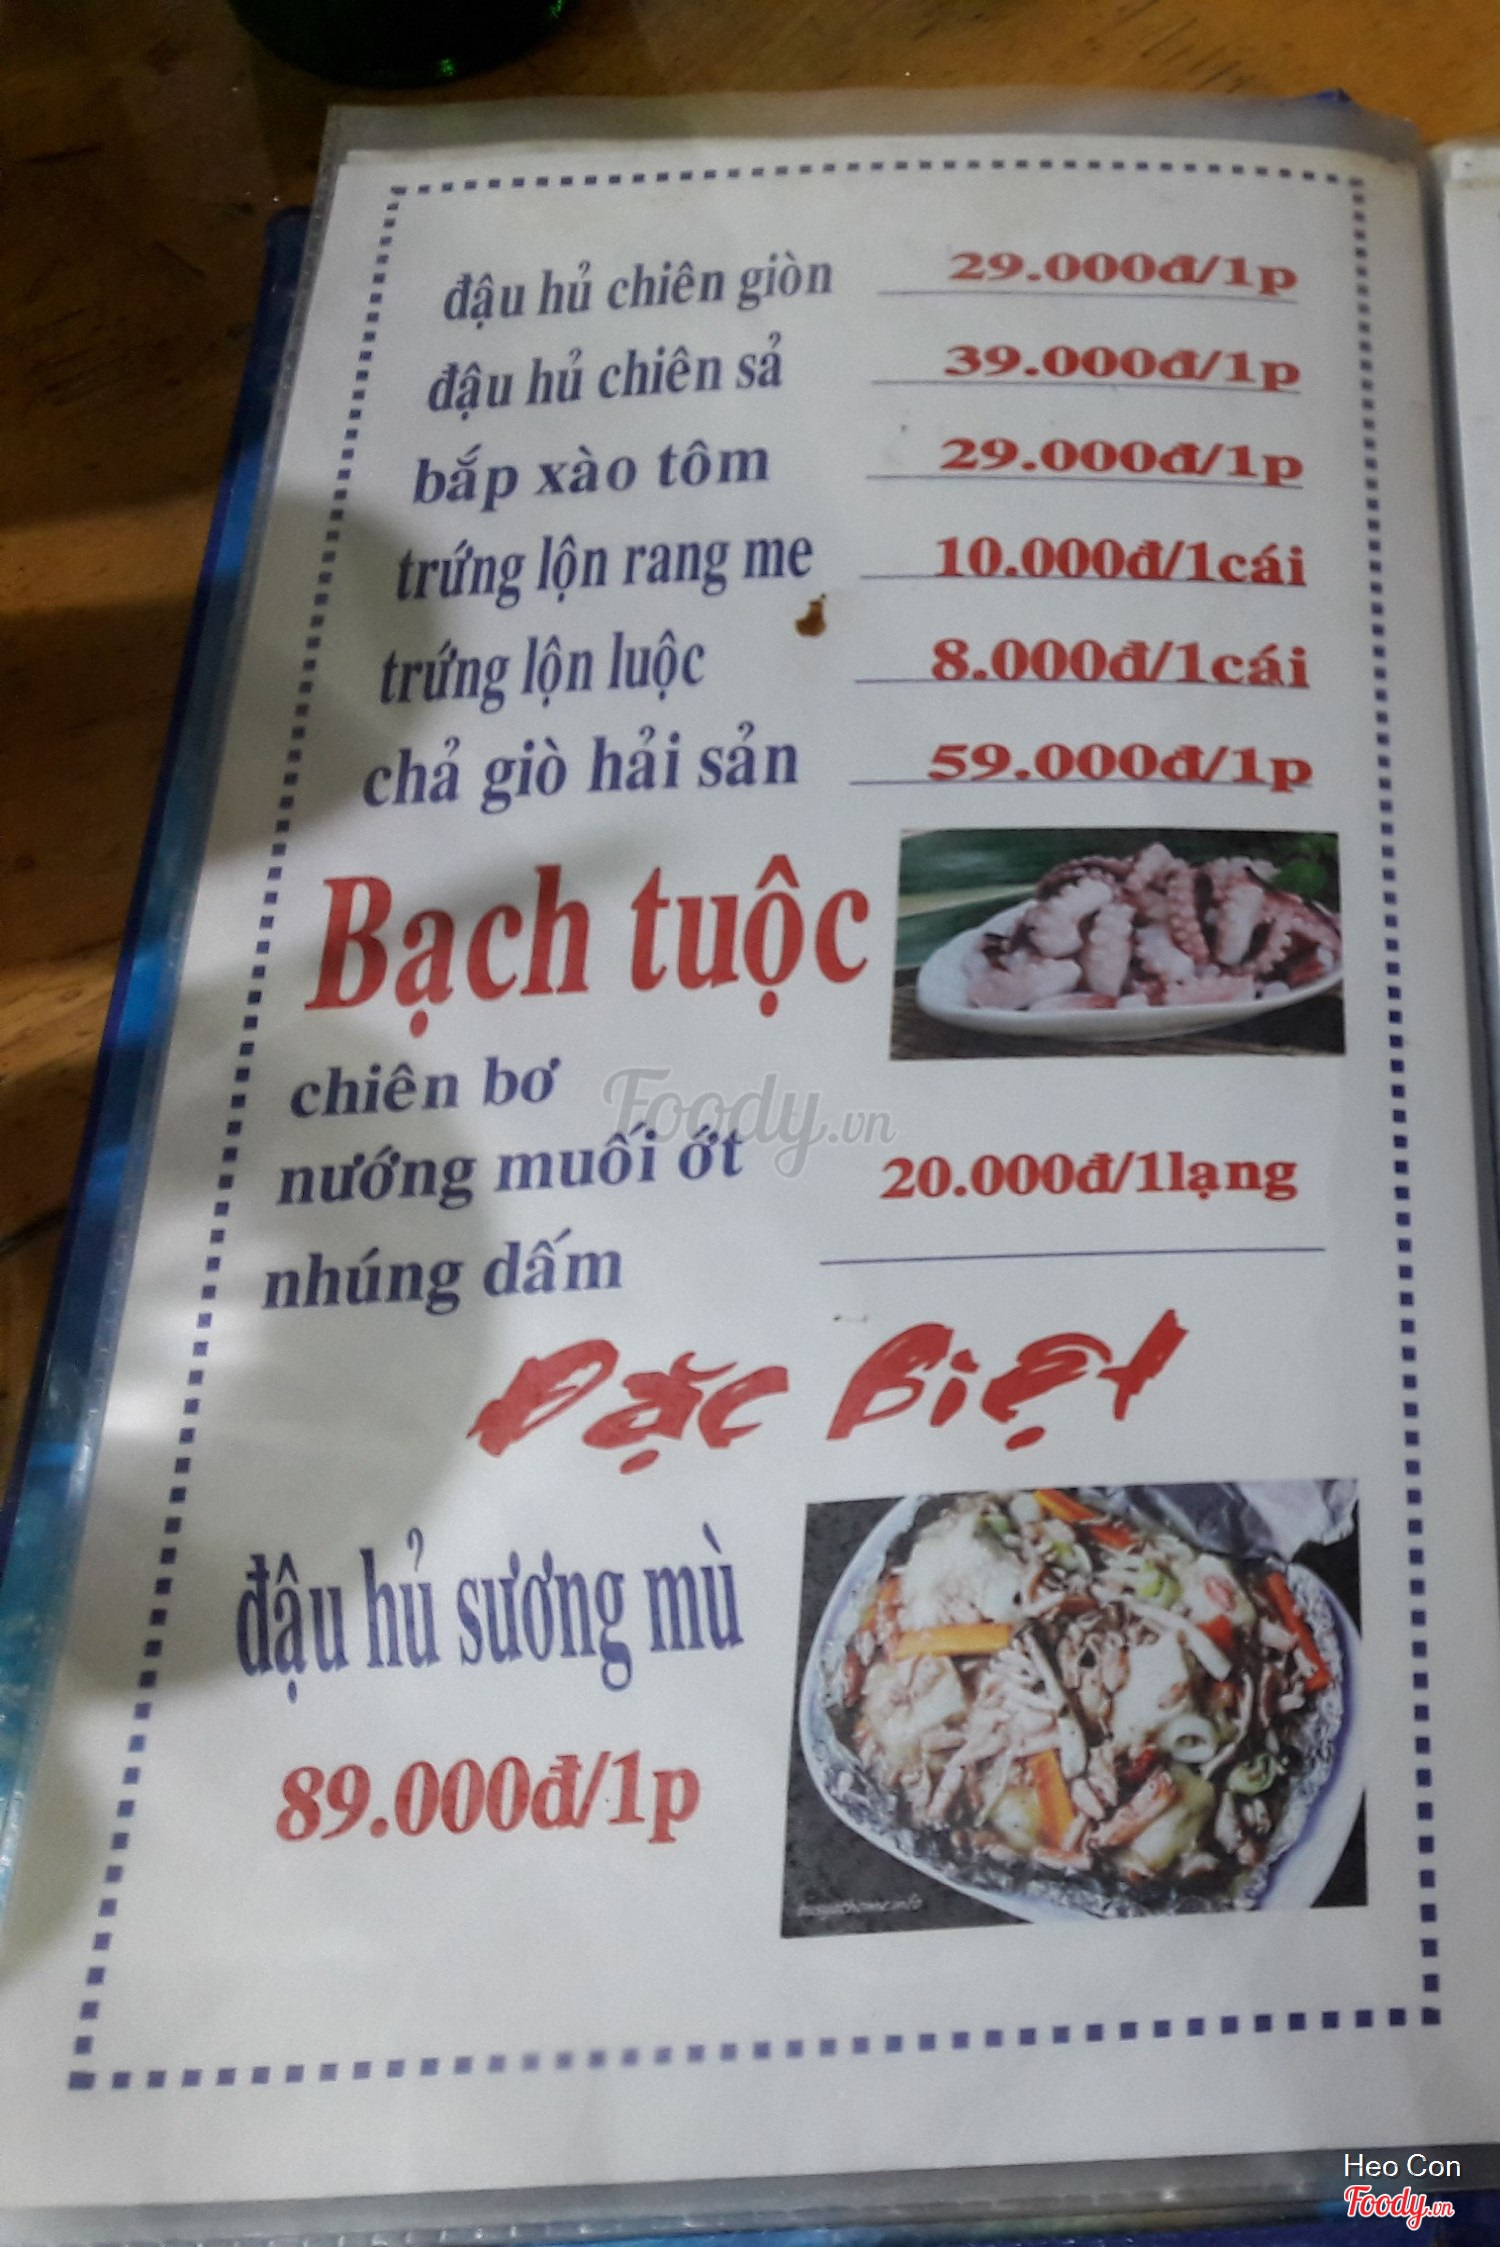 đậu hủ chiên giòn 29.000đ/1p
đậu hủ chiên sả 39.000đ/1p
bắp xào tôm 29.000đ/1p
trứng lộn rang me 10.000đ/1cái
trứng lộn luộc 8.000đ/1cái
chả giò hải sản 59.000đ/1p
Bạch tuộc
chiên bơ
Foody.vn
nướng muối ớt 20.000đ/1lạng
nhúng dấm
Đặc Biệt
đậu hủ sương mù
89.000đ/1p
Heo Con
Foody.vn